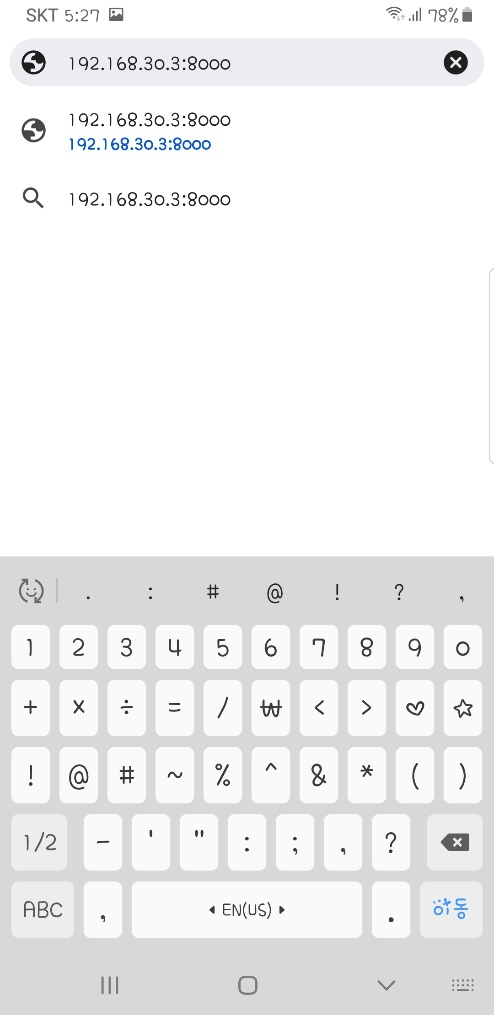 SKT 5:27 78%
192.168.30.3:8000
192.168.30.3:8000
192.168.30.3:8000
192.168.30.3:8000
. : # @ ! ? ,
1 2 3 4 5 6 7 8 9 0
+ × ÷ = / ₩ < > ♡ ☆
! @ # ~ % ^ & * ( )
1/2 - ' " : ; , ?
ABC , EN(US) . 이동